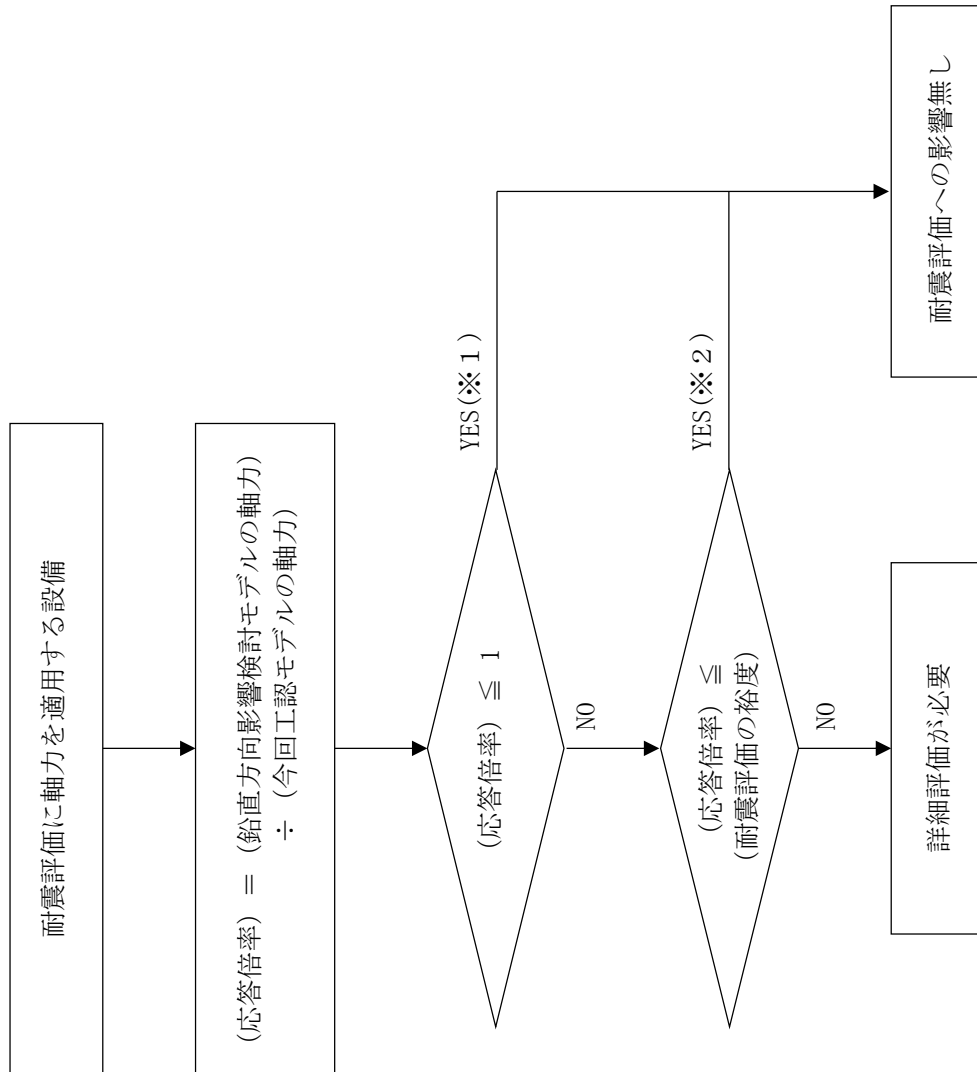 耐震評価に軸力を適用する設備
(応答倍率) = (鉛直方向影響検討モデルの軸力)
÷ (今回工認モデルの軸力)
(応答倍率) ≦ 1
YES(※１)
NO
(応答倍率) ≦
(耐震評価の裕度)
YES(※２)
NO
詳細評価が必要
耐震評価への影響無し